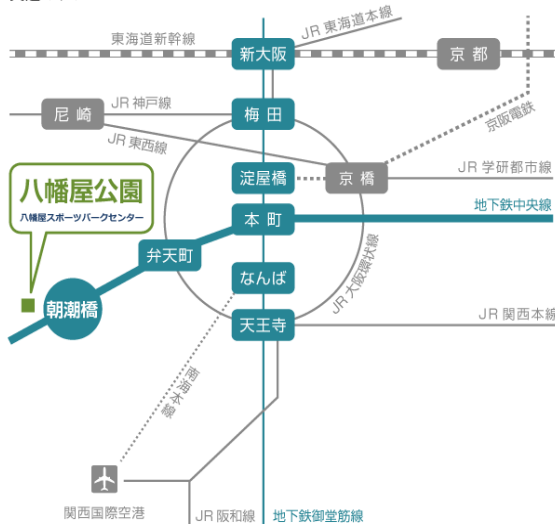 JR 東海道本線
東海道新幹線
新大阪
京都
尼崎
JR 神戸線
梅田
JR 東西線
京阪電鉄
淀屋橋
京橋
JR 学研都市線
八幡屋公園
八幡屋スポーツパークセンター
本町
地下鉄中央線
弁天町
なんば
JR 大阪環状線
朝潮橋
天王寺
JR 関西本線
南海本線
関西国際空港
JR 阪和線
地下鉄御堂筋線